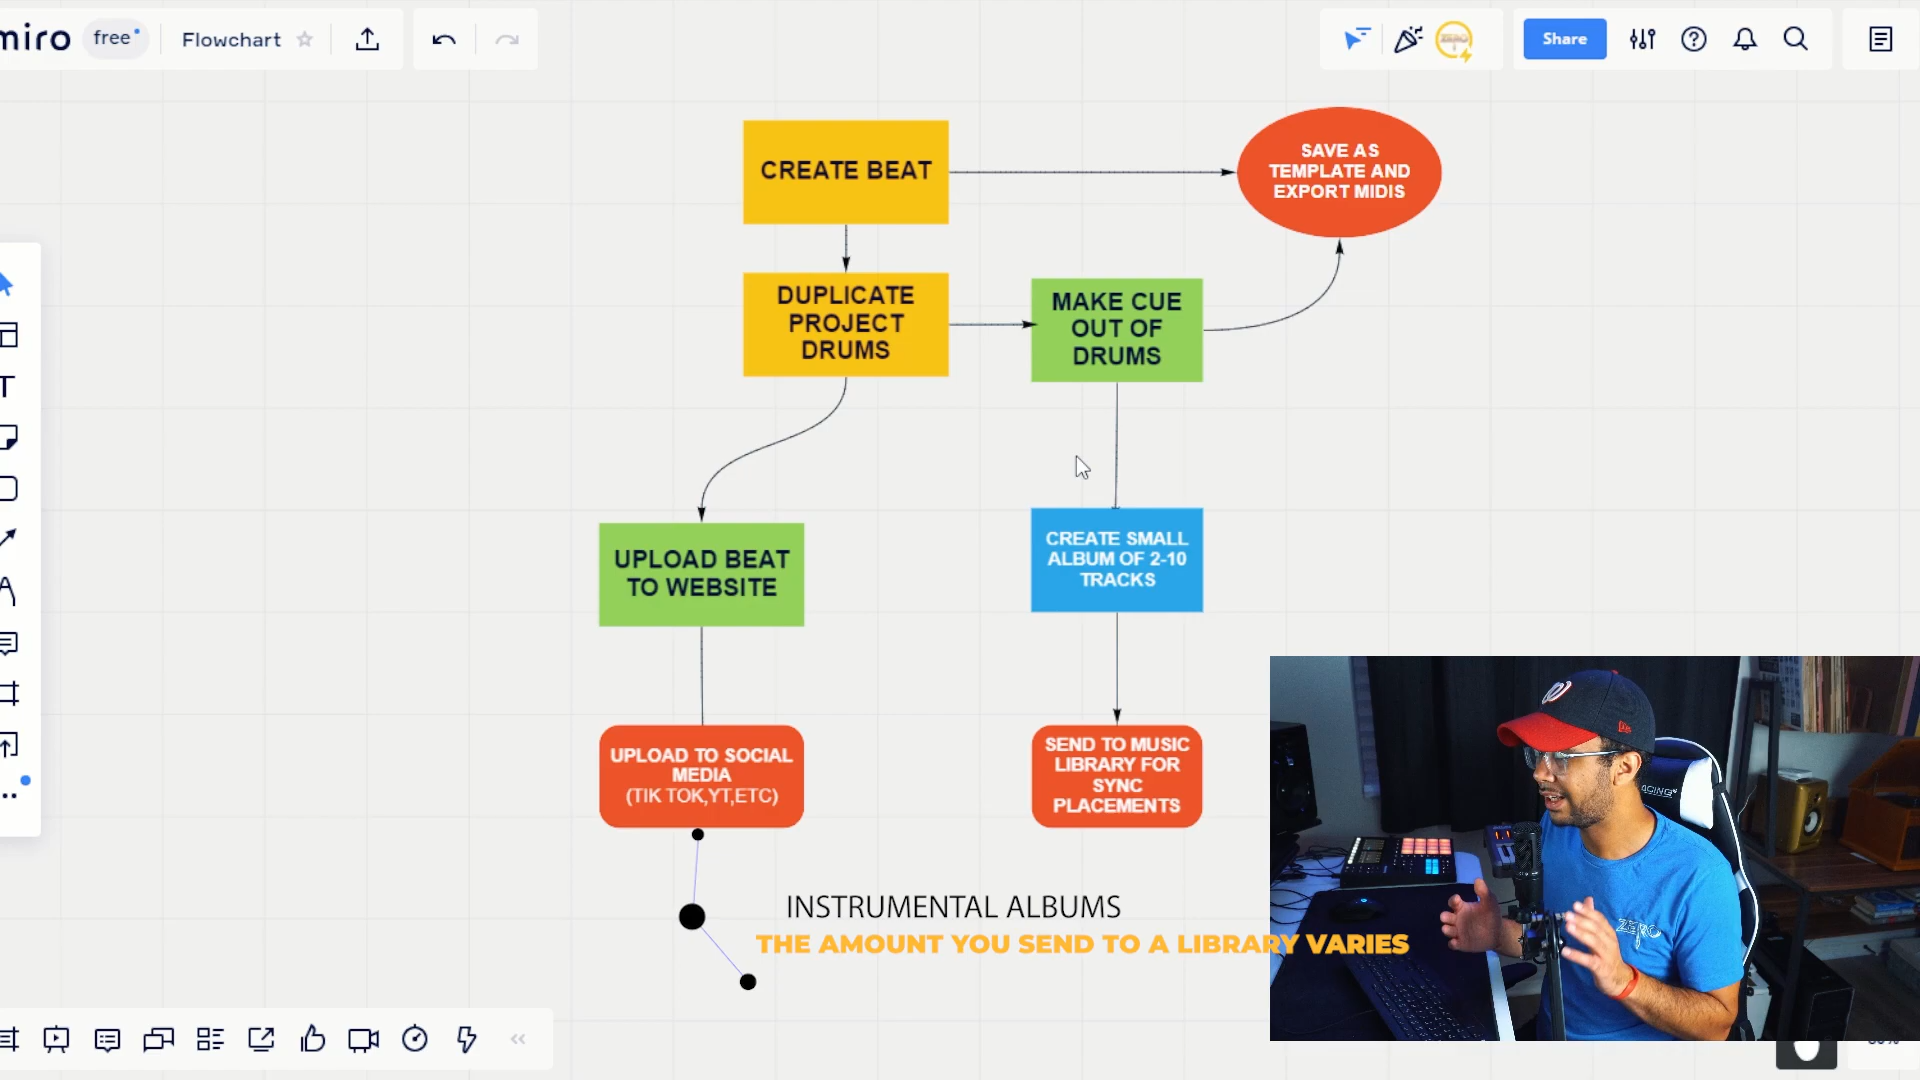 miro
free
Flowchart
Share
CREATE BEAT
SAVE AS
TEMPLATE AND
EXPORT MIDIS
DUPLICATE
PROJECT
DRUMS
MAKE CUE
OUT OF
DRUMS
UPLOAD BEAT
TO WEBSITE
CREATE SMALL
ALBUM OF 2-10
TRACKS
UPLOAD TO SOCIAL
MEDIA
(TIK TOK,YT,ETC)
SEND TO MUSIC
LIBRARY FOR
SYNC
PLACEMENTS
INSTRUMENTAL ALBUMS
THE AMOUNT YOU SEND TO A LIBRARY VARIES
ZERO